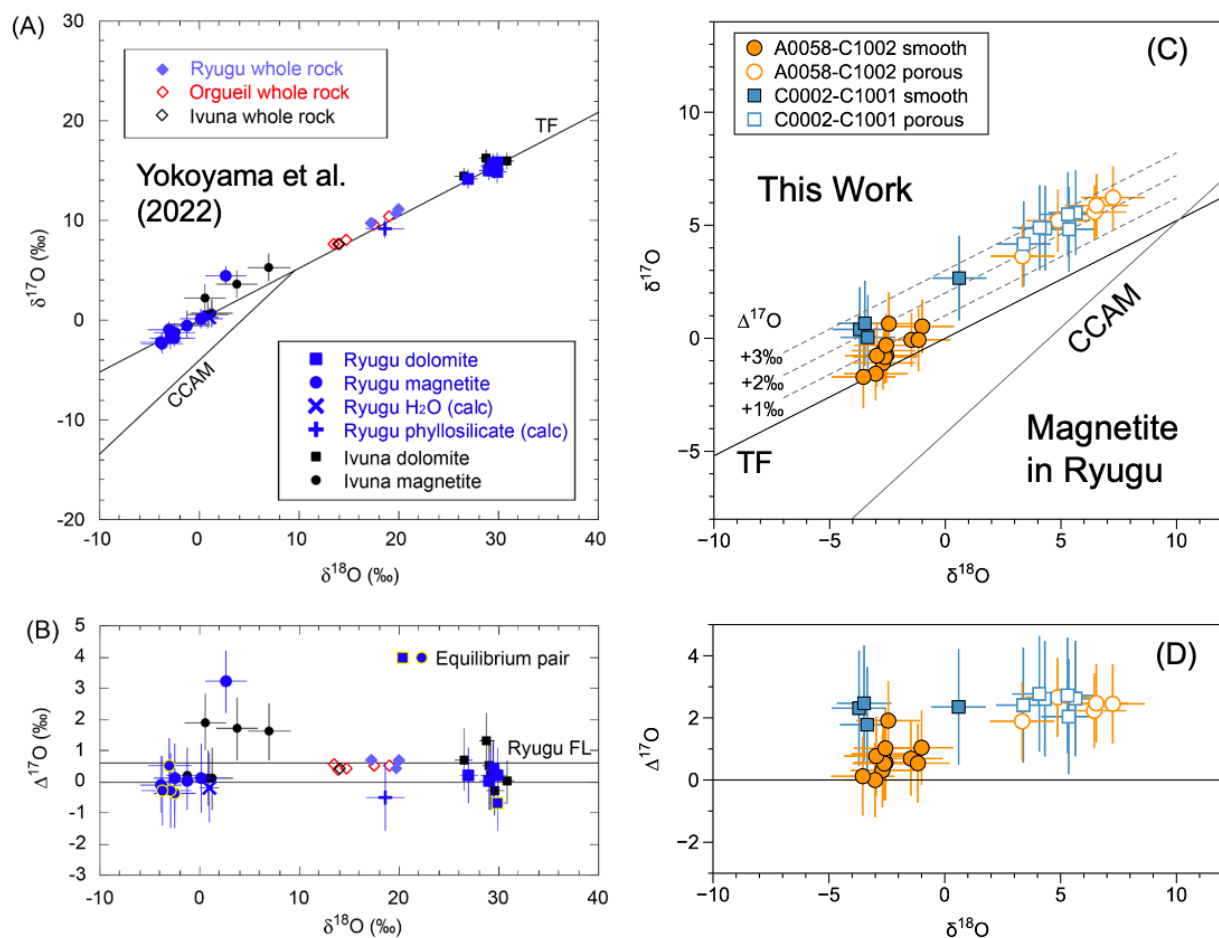 (A)
30
20
10
0
-10
-20
δ¹⁷O (‰)
Ryugu whole rock
Orgueil whole rock
Ivuna whole rock
Yokoyama et al.
(2022)
TF
CCAM
Ryugu dolomite
Ryugu magnetite
Ryugu H₂O (calc)
Ryugu phyllosilicate (calc)
Ivuna dolomite
Ivuna magnetite
-10 0 10 20 30 40
δ¹⁸O (‰)
(B)
5
4
3
2
1
0
-1
-2
-3
Δ¹⁷O (‰)
Equilibrium pair
Ryugu FL
-10 0 10 20 30 40
δ¹⁸O (‰)
(C)
A0058-C1002 smooth
A0058-C1002 porous
C0002-C1001 smooth
C0002-C1001 porous
10
5
0
−5
δ¹⁷O
This Work
Δ¹⁷O
+3‰
+2‰
+1‰
TF
CCAM
Magnetite
in Ryugu
−10 −5 0 5 10
δ¹⁸O
(D)
4
2
0
−2
Δ¹⁷O
−10 −5 0 5 10
δ¹⁸O